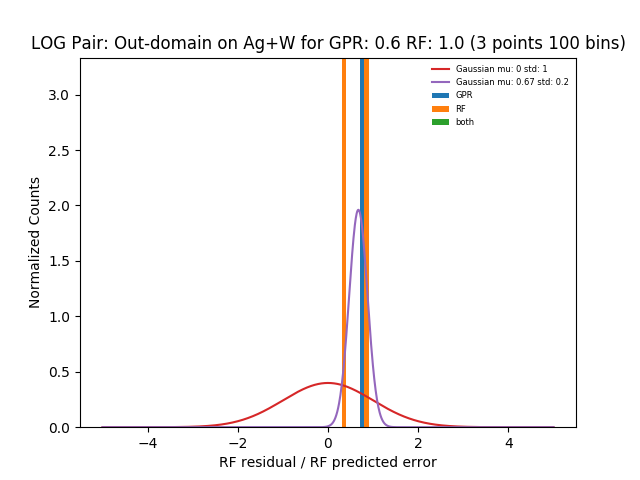 LOG Pair: Out-domain on Ag+W for GPR: 0.6 RF: 1.0 (3 points 100 bins)
Gaussian mu: 0 std: 1
Gaussian mu: 0.67 std: 0.2
GPR
RF
both
Normalized Counts
3.0
2.5
2.0
1.5
1.0
0.5
0.0
−4
−2
0
2
4
RF residual / RF predicted error